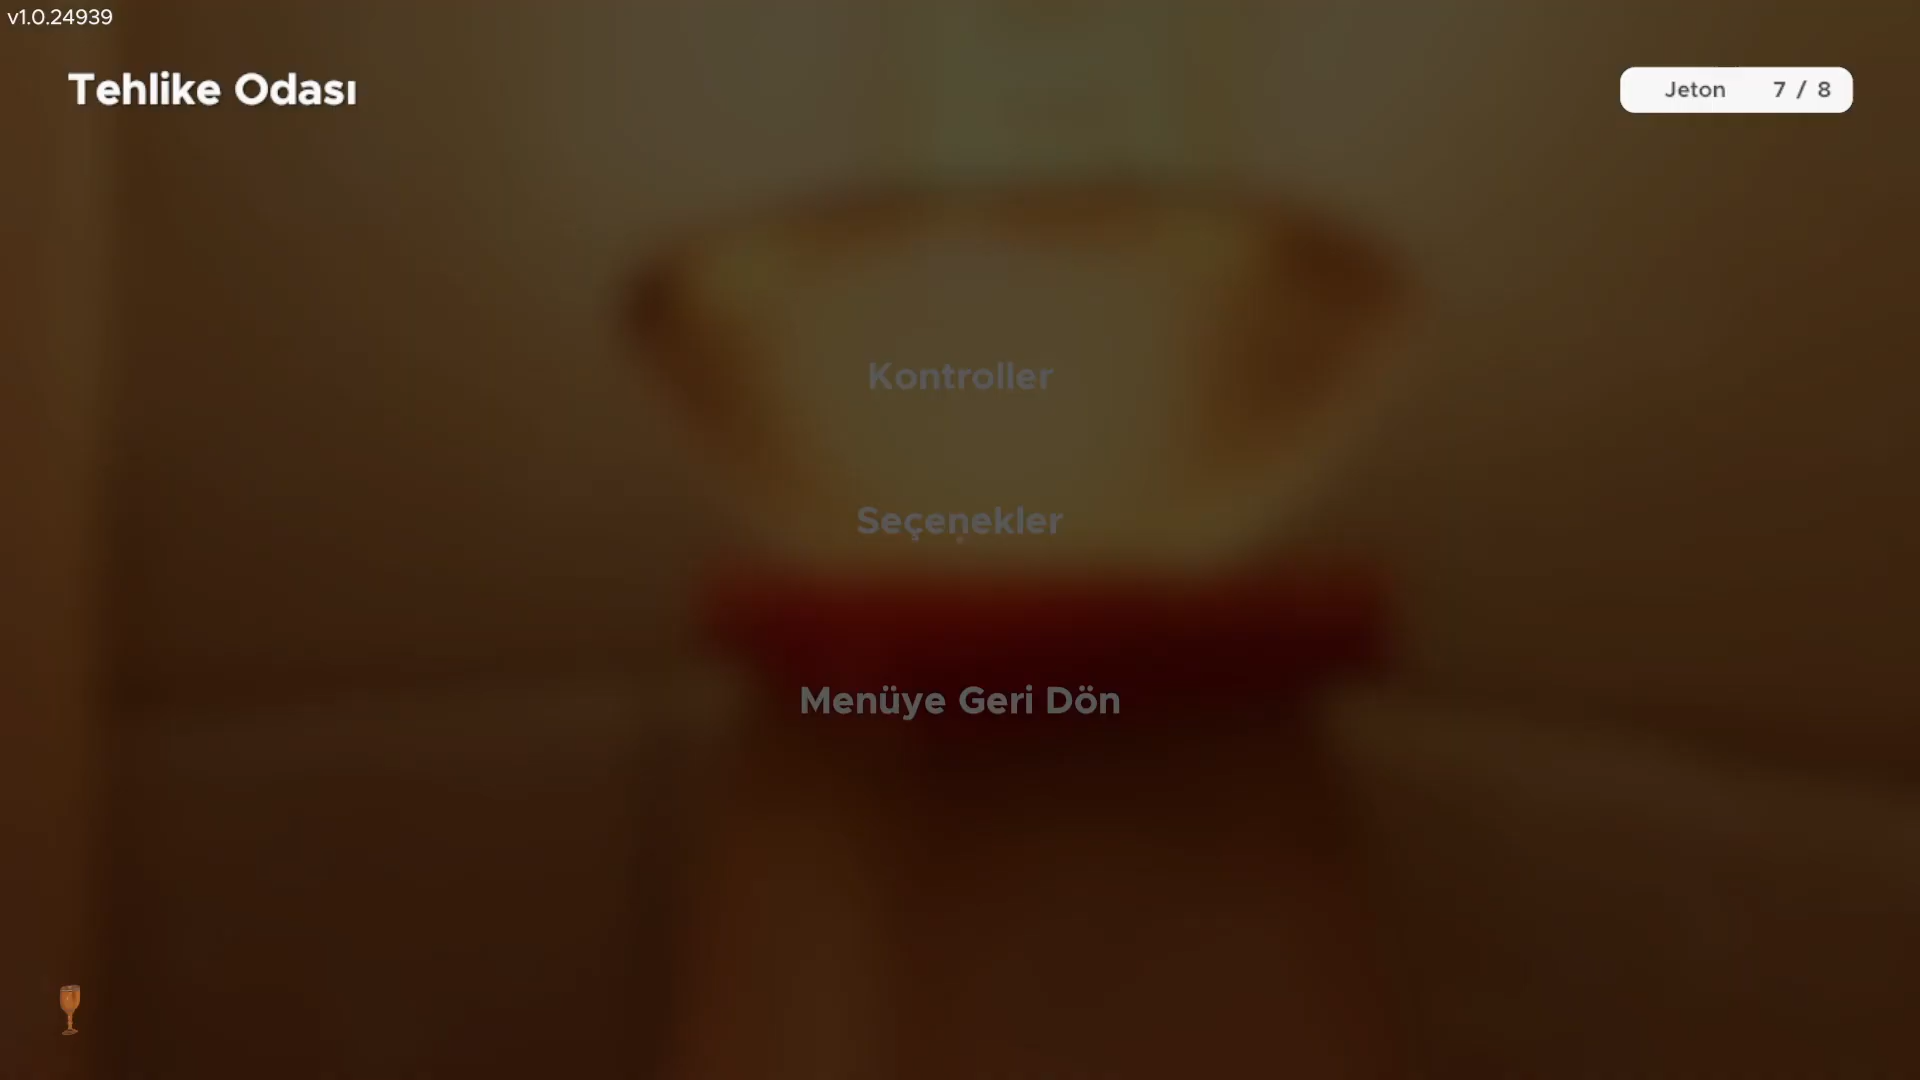 v1.0.24939
Tehlike Odası
Jeton 7 / 8
Kontroller
Seçenekler
Menüye Geri Dön